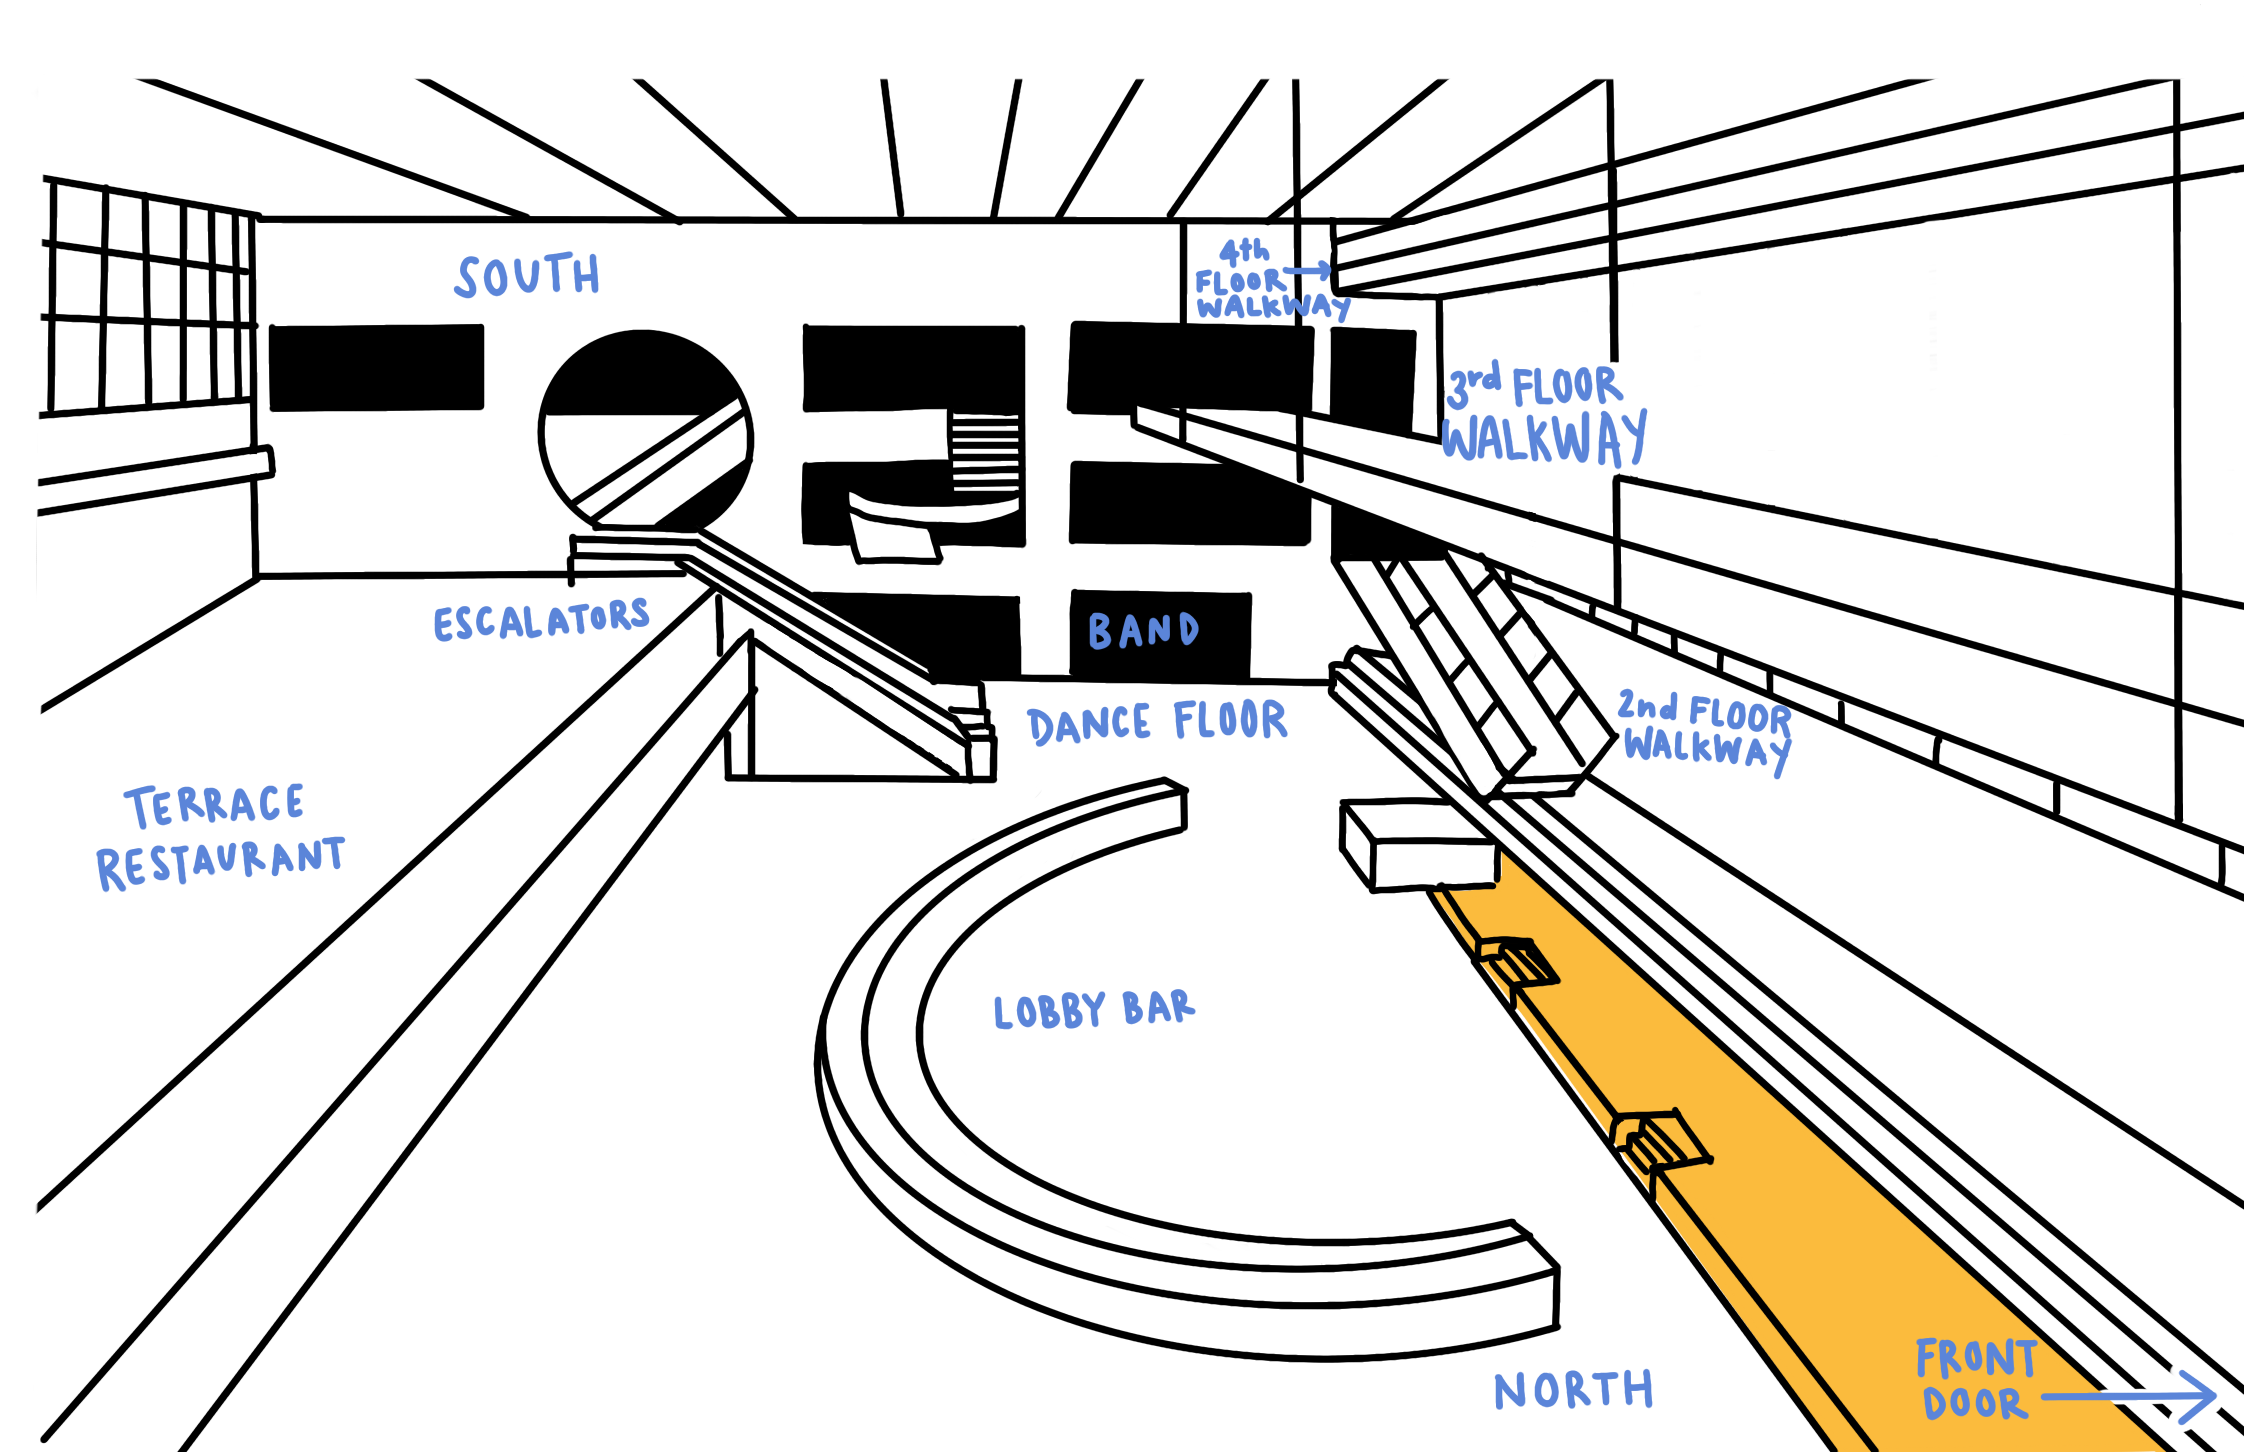 SOUTH
4th
FLOOR
WALKWAY
3rd FLOOR
WALKWAY
ESCALATORS
BAND
DANCE FLOOR
2nd FLOOR
WALKWAY
TERRACE
RESTAURANT
LOBBY BAR
NORTH
FRONT
DOOR